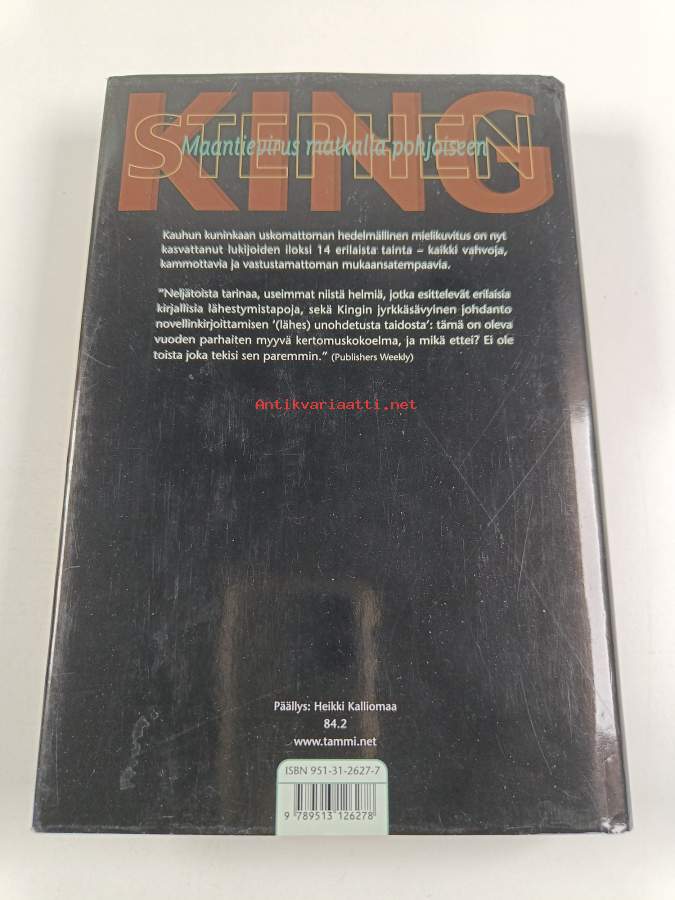 KING
STEPHEN
Maantievirus matkalla pohjoiseen
Kauhun kuninkaan uskomattoman hedelmällinen mielikuvitus on nyt
kasvattanut lukijoiden iloksi 14 erilaista tainta – kaikki vahvoja,
kammottavia ja vastustamattoman mukaansatempaavia.
"Neljätoista tarinaa, useimmat niistä helmiä, jotka esittelevät erilaisia
kirjallisia lähestymistapoja, sekä Kingin jyrkkäsävyinen johdanto
novellinkirjoittamisen '(lähes) unohdetusta taidosta': tämä on oleva
vuoden parhaiten myyvä kertomuskokoelma, ja mikä ettei? Ei ole
toista joka tekisi sen paremmin." (Publishers Weekly)
Antikvariaatti.net
Päällys: Heikki Kalliomaa
84.2
www.tammi.net
ISBN 951-31-2627-7
9 789513 126278